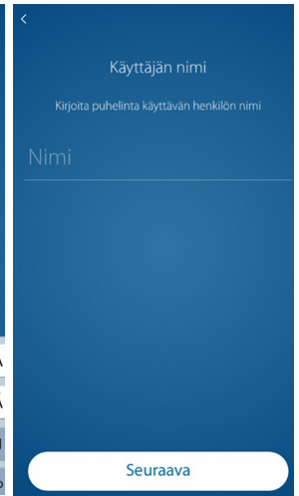 Käyttäjän nimi
Kirjoita puhelinta käyttävän henkilön nimi
Nimi
Seuraava